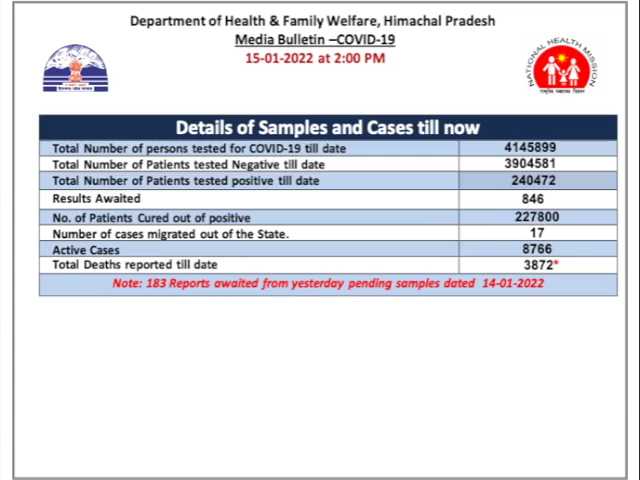 Department of Health & Family Welfare, Himachal Pradesh
Media Bulletin –COVID-19
15-01-2022 at 2:00 PM
NATIONAL HEALTH MISSION
Details of Samples and Cases till now
Total Number of persons tested for COVID-19 till date 4145899
Total Number of Patients tested Negative till date 3904581
Total Number of Patients tested positive till date 240472
Results Awaited 846
No. of Patients Cured out of positive 227800
Number of cases migrated out of the State. 17
Active Cases 8766
Total Deaths reported till date 3872*
Note: 183 Reports awaited from yesterday pending samples dated 14-01-2022